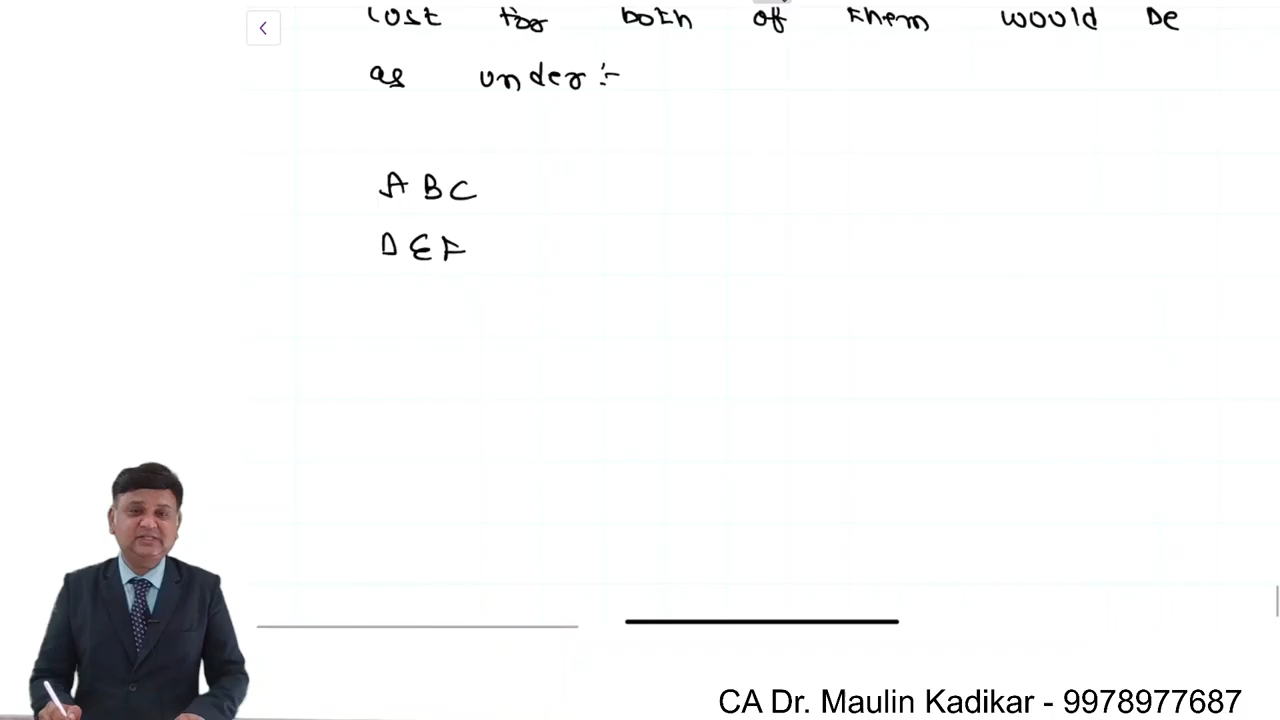 cost for both of them would be
as under :-
ABC
DEF
CA Dr. Maulin Kadikar - 9978977687